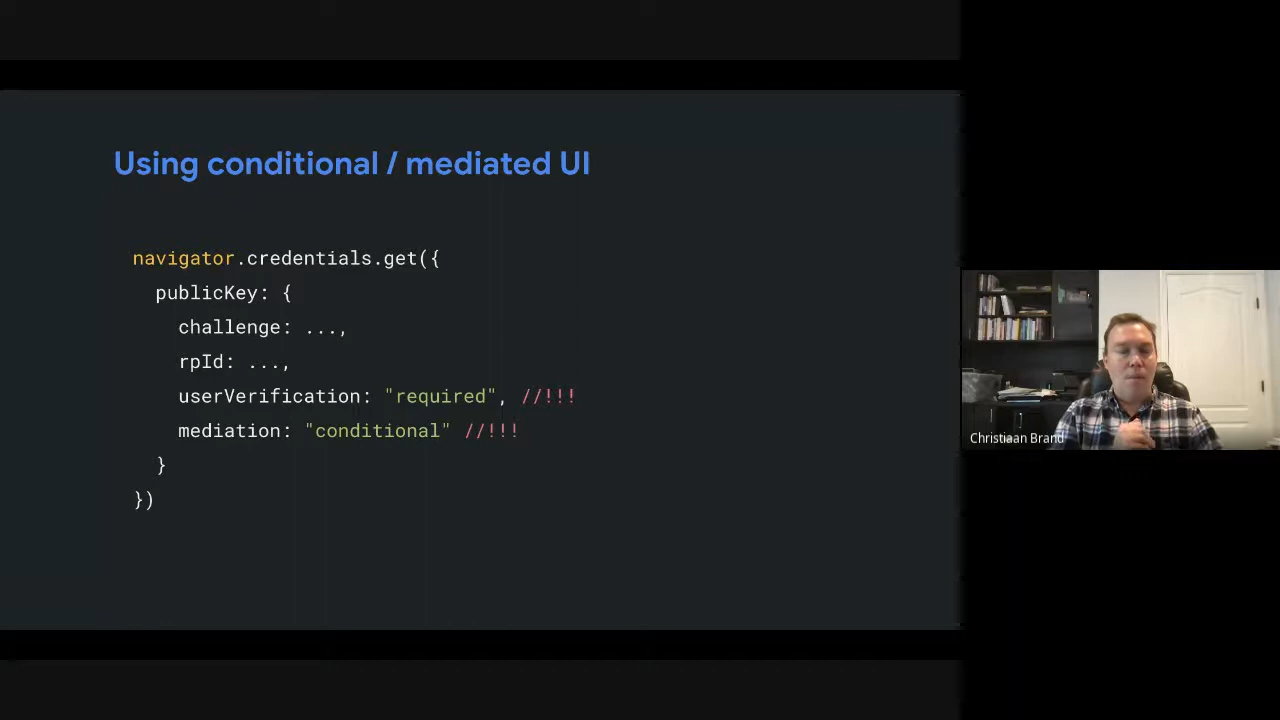 Using conditional / mediated UI
navigator.credentials.get({
publicKey: {
challenge: ...,
rpId: ...,
userVerification: "required", //!!!
mediation: "conditional" //!!!
}
})
Christiaan Brand